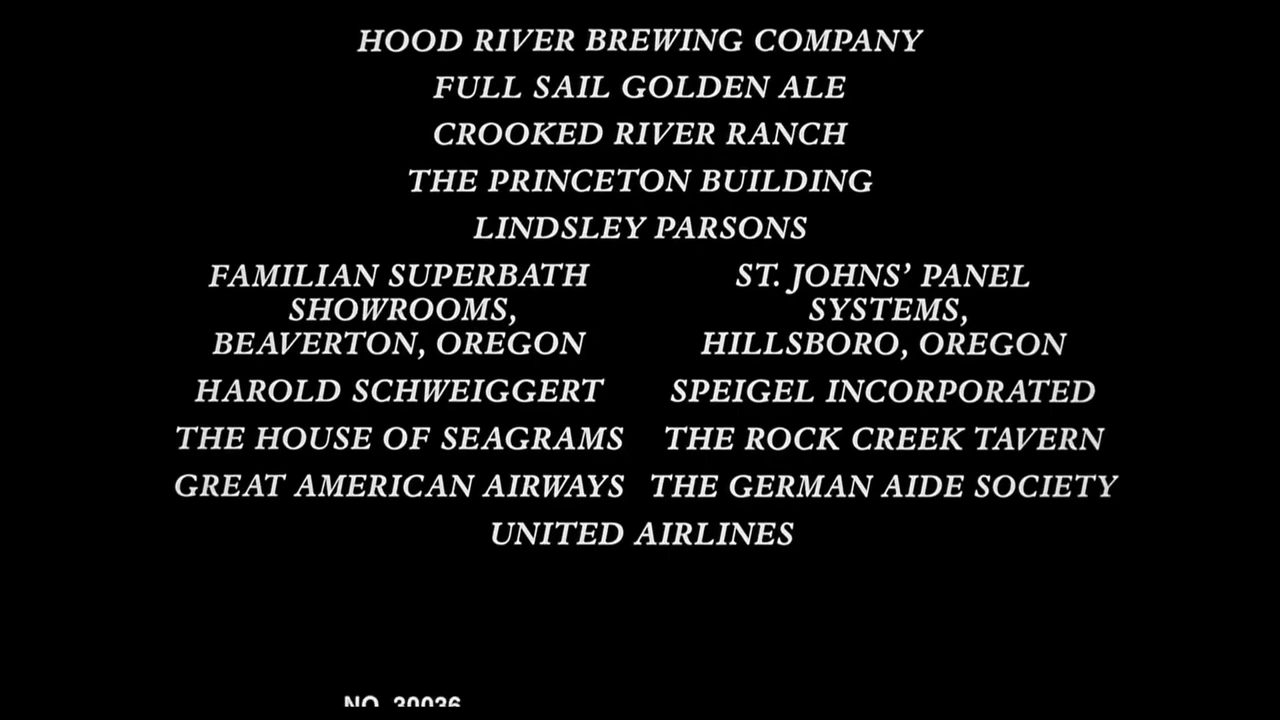 HOOD RIVER BREWING COMPANY
FULL SAIL GOLDEN ALE
CROOKED RIVER RANCH
THE PRINCETON BUILDING
LINDSLEY PARSONS
FAMILIAN SUPERBATH
SHOWROOMS,
BEAVERTON, OREGON
ST. JOHNS' PANEL
SYSTEMS,
HILLSBORO, OREGON
HAROLD SCHWEIGGERT
SPEIGEL INCORPORATED
THE HOUSE OF SEAGRAMS
THE ROCK CREEK TAVERN
GREAT AMERICAN AIRWAYS
THE GERMAN AIDE SOCIETY
UNITED AIRLINES
NO. 30036